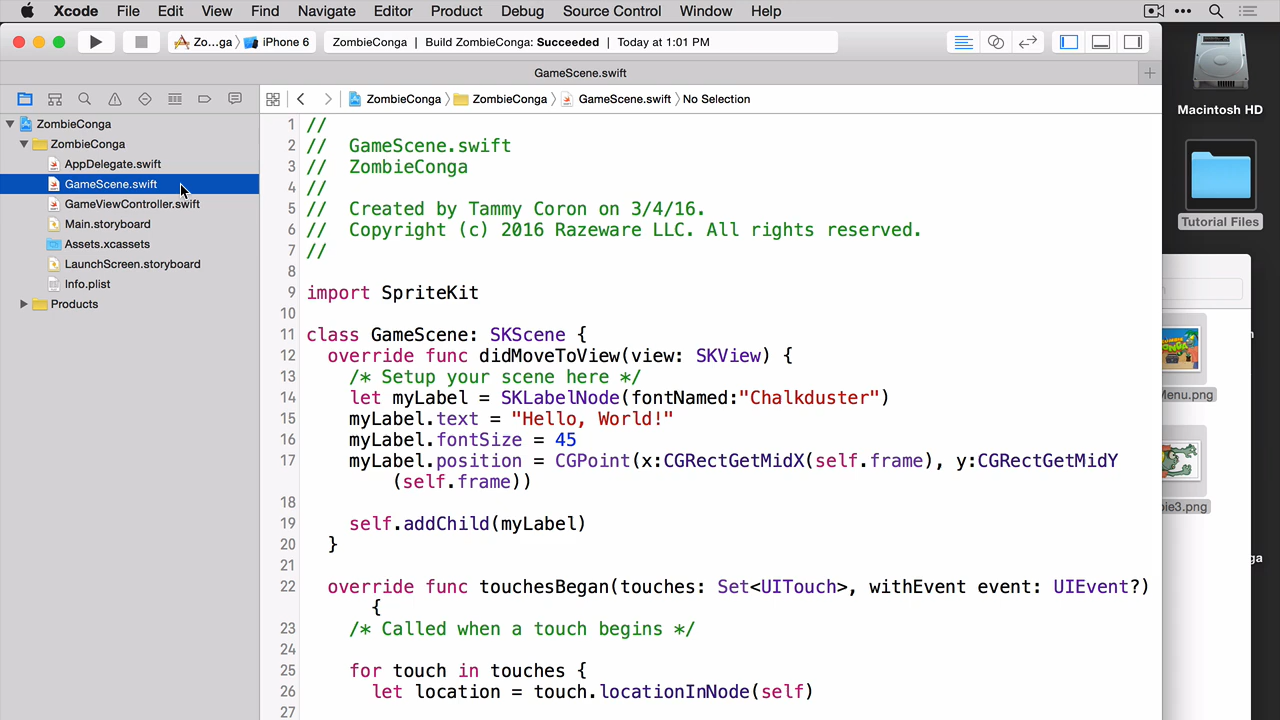 Xcode File Edit View Find Navigate Editor Product Debug Source Control Window Help
Zo...ga iPhone 6 ZombieConga | Build ZombieConga: Succeeded | Today at 1:01 PM
GameScene.swift
ZombieConga ZombieConga GameScene.swift No Selection
ZombieConga
ZombieConga
AppDelegate.swift
GameScene.swift
GameViewController.swift
Main.storyboard
Assets.xcassets
LaunchScreen.storyboard
Info.plist
Products
1 //
2 // GameScene.swift
3 // ZombieConga
4 //
5 // Created by Tammy Coron on 3/4/16.
6 // Copyright (c) 2016 Razeware LLC. All rights reserved.
7 //
8
9 import SpriteKit
10
11 class GameScene: SKScene {
12 override func didMoveToView(view: SKView) {
13 /* Setup your scene here */
14 let myLabel = SKLabelNode(fontNamed:"Chalkduster")
15 myLabel.text = "Hello, World!"
16 myLabel.fontSize = 45
17 myLabel.position = CGPoint(x:CGRectGetMidX(self.frame), y:CGRectGetMidY
(self.frame))
18
19 self.addChild(myLabel)
20 }
21
22 override func touchesBegan(touches: Set<UITouch>, withEvent event: UIEvent?)
{
23 /* Called when a touch begins */
24
25 for touch in touches {
26 let location = touch.locationInNode(self)
27
Macintosh HD
Tutorial Files
Menu.png
bie3.png
ga